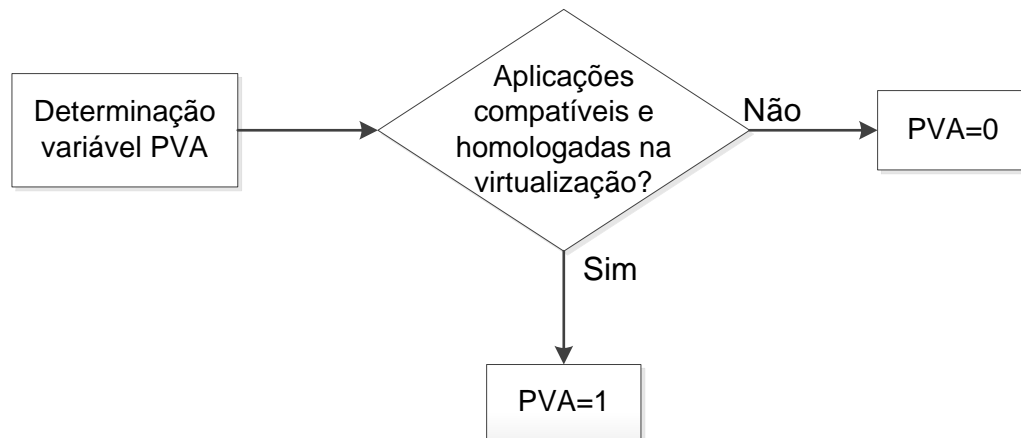 Determinação
variável PVA
Aplicações
compatíveis e
homologadas na
virtualização?
Não
PVA=0
Sim
PVA=1